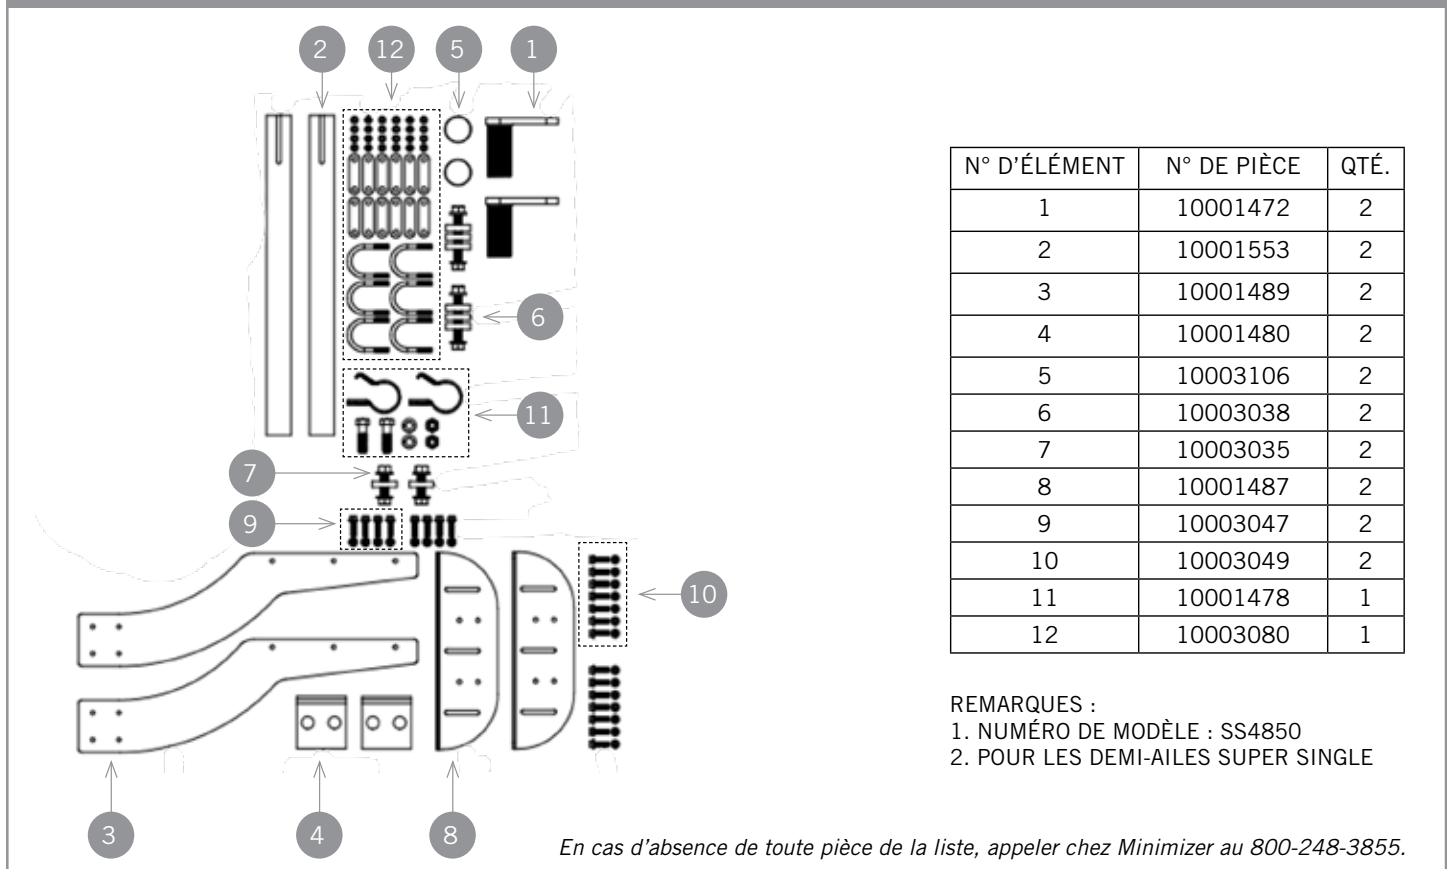 2 12 5 1
6
11
7
9
10
3 4 8
N° D'ÉLÉMENT N° DE PIÈCE QTÉ.
1 10001472 2
2 10001553 2
3 10001489 2
4 10001480 2
5 10003106 2
6 10003038 2
7 10003035 2
8 10001487 2
9 10003047 2
10 10003049 2
11 10001478 1
12 10003080 1
REMARQUES :
1. NUMÉRO DE MODÈLE : SS4850
2. POUR LES DEMI-AILES SUPER SINGLE
En cas d'absence de toute pièce de la liste, appeler chez Minimizer au 800-248-3855.